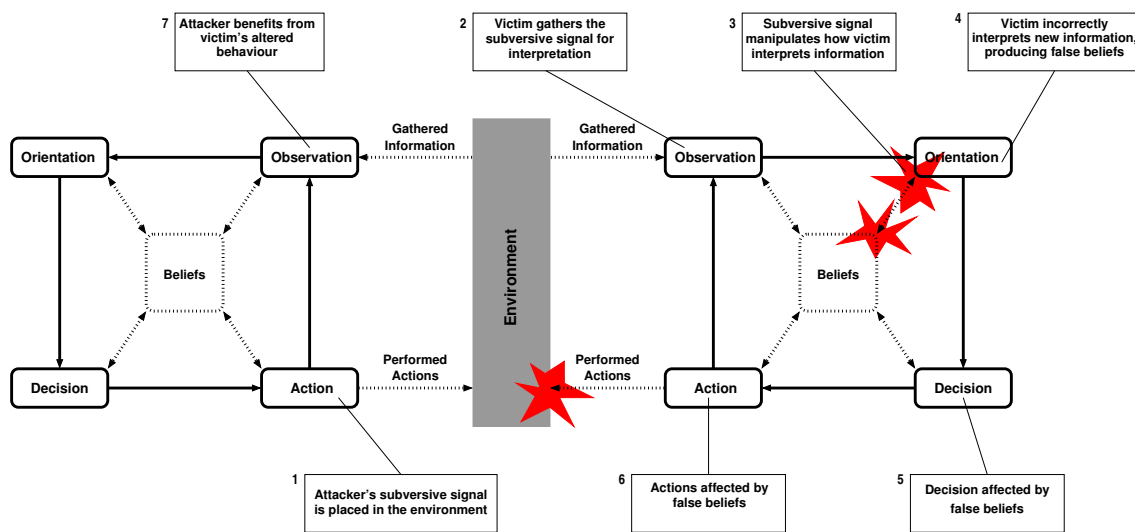 7
Attacker benefits from
victim's altered
behaviour
2
Victim gathers the
subversive signal for
interpretation
3
Subversive signal
manipulates how victim
interprets information
4
Victim incorrectly
interprets new information,
producing false beliefs
Gathered
Information
Gathered
Information
Orientation
Observation
Observation
Orientation
Beliefs
Environment
Beliefs
Performed
Actions
Performed
Actions
Decision
Action
Action
Decision
1
Attacker's subversive signal
is placed in the environment
6
Actions affected by
false beliefs
5
Decision affected by
false beliefs